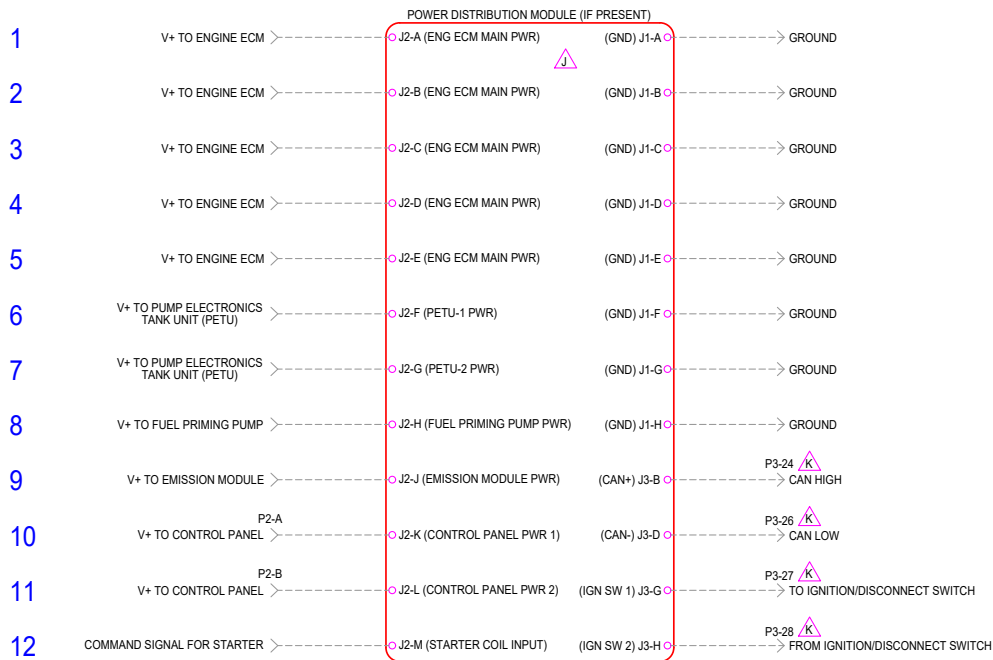 POWER DISTRIBUTION MODULE (IF PRESENT)
1 V+ TO ENGINE ECM J2-A (ENG ECM MAIN PWR) (GND) J1-A GROUND
J
2 V+ TO ENGINE ECM J2-B (ENG ECM MAIN PWR) (GND) J1-B GROUND
3 V+ TO ENGINE ECM J2-C (ENG ECM MAIN PWR) (GND) J1-C GROUND
4 V+ TO ENGINE ECM J2-D (ENG ECM MAIN PWR) (GND) J1-D GROUND
5 V+ TO ENGINE ECM J2-E (ENG ECM MAIN PWR) (GND) J1-E GROUND
V+ TO PUMP ELECTRONICS
6 TANK UNIT (PETU) J2-F (PETU-1 PWR) (GND) J1-F GROUND
V+ TO PUMP ELECTRONICS
7 TANK UNIT (PETU) J2-G (PETU-2 PWR) (GND) J1-G GROUND
8 V+ TO FUEL PRIMING PUMP J2-H (FUEL PRIMING PUMP PWR) (GND) J1-H GROUND
P3-24 K
9 V+ TO EMISSION MODULE J2-J (EMISSION MODULE PWR) (CAN+) J3-B CAN HIGH
P2-A P3-26 K
10 V+ TO CONTROL PANEL J2-K (CONTROL PANEL PWR 1) (CAN-) J3-D CAN LOW
P2-B P3-27 K
11 V+ TO CONTROL PANEL J2-L (CONTROL PANEL PWR 2) (IGN SW 1) J3-G TO IGNITION/DISCONNECT SWITCH
P3-28 K
12 COMMAND SIGNAL FOR STARTER J2-M (STARTER COIL INPUT) (IGN SW 2) J3-H FROM IGNITION/DISCONNECT SWITCH